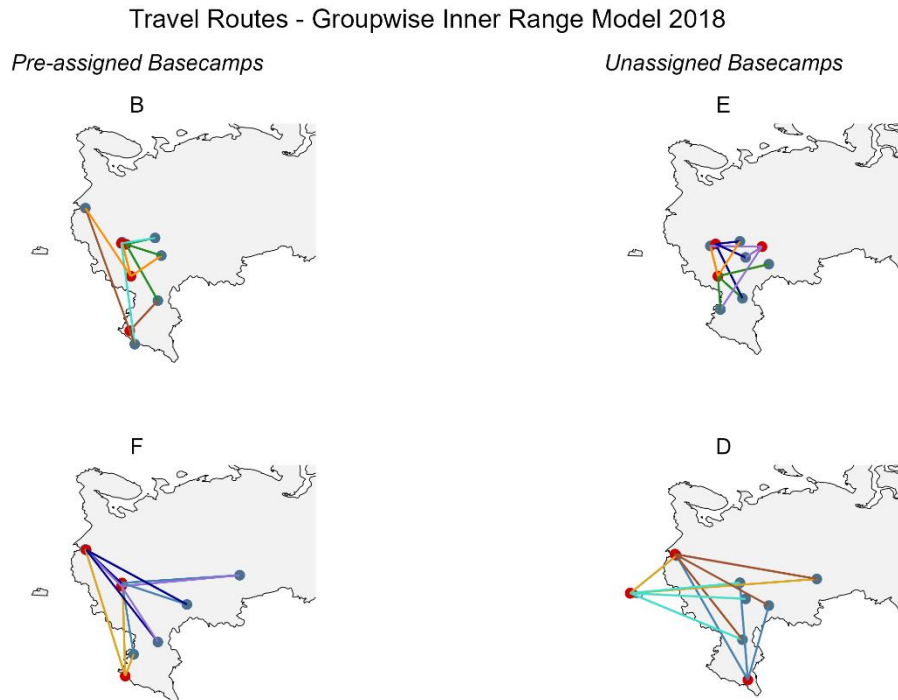 Travel Routes - Groupwise Inner Range Model 2018
Pre-assigned Basecamps
Unassigned Basecamps
B
E
F
D